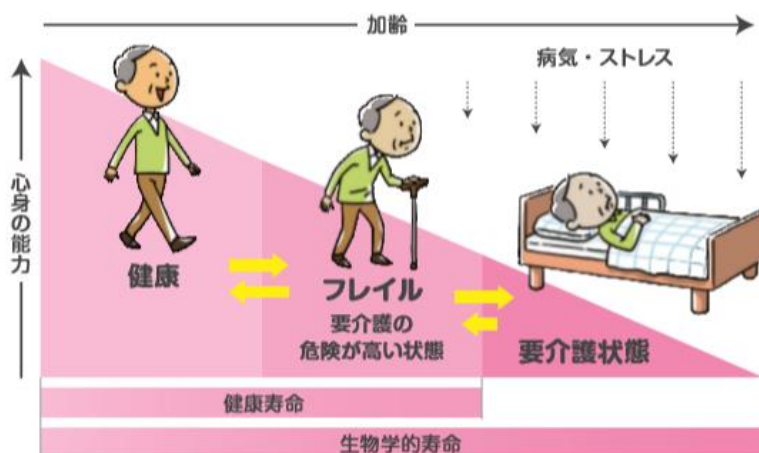 加齢
病気・ストレス
心身の能力
健康
フレイル
要介護の
危険が高い状態
要介護状態
健康寿命
生物学的寿命